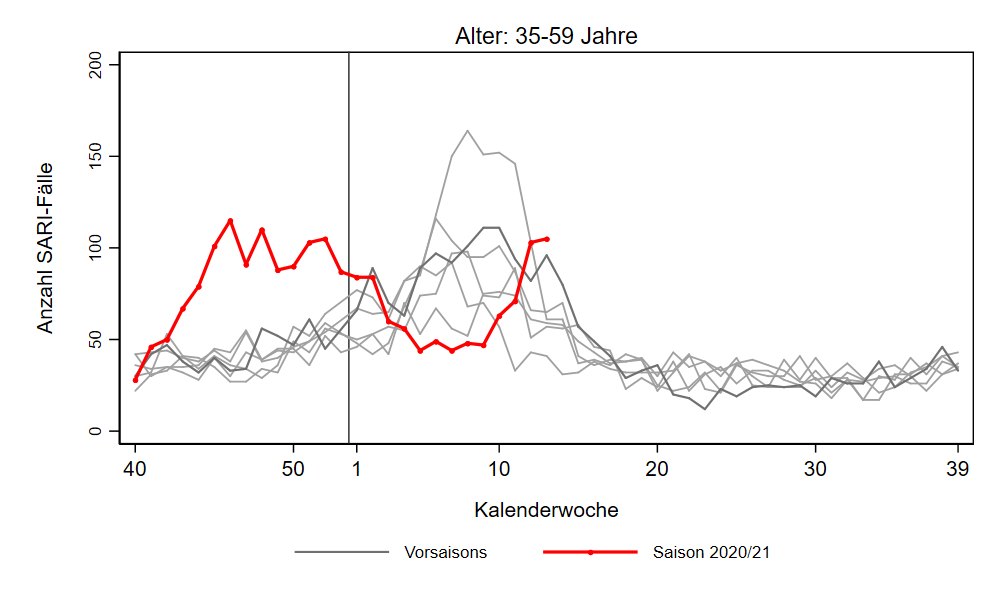 Alter: 35-59 Jahre
200
150
100
50
0
Anzahl SARI-Fälle
40 50 1 10 20 30 39
Kalenderwoche
Vorsaisons Saison 2020/21